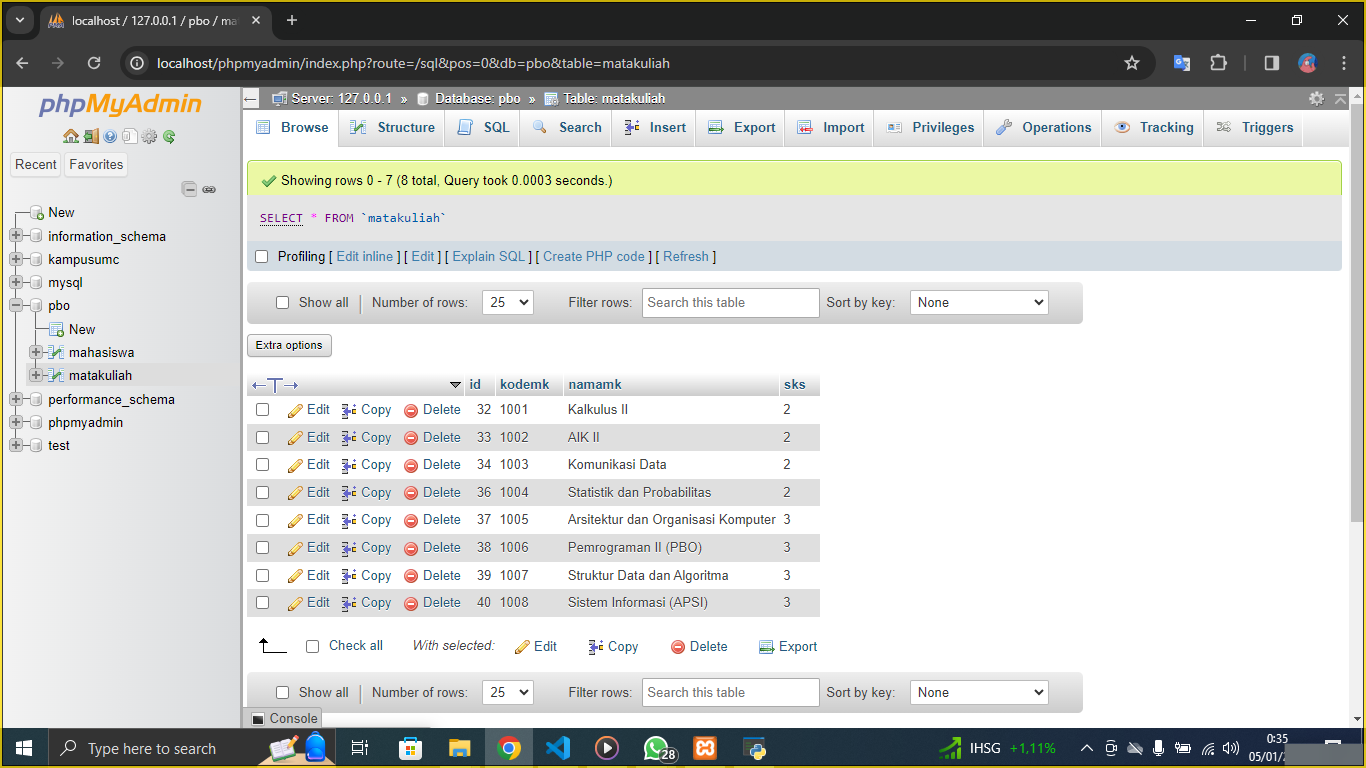 localhost / 127.0.0.1 / pbo / mat
localhost/phpmyadmin/index.php?route=/sql&pos=0&db=pbo&table=matakuliah
phpMyAdmin
Recent Favorites
New
information_schema
kampusumc
mysql
pbo
New
mahasiswa
matakuliah
performance_schema
phpmyadmin
test
Server: 127.0.0.1 » Database: pbo » Table: matakuliah
Browse Structure SQL Search Insert Export Import Privileges Operations Tracking Triggers
Showing rows 0 - 7 (8 total, Query took 0.0003 seconds.)
SELECT * FROM `matakuliah`
Profiling [ Edit inline ] [ Edit ] [ Explain SQL ] [ Create PHP code ] [ Refresh ]
Show all Number of rows: 25 Filter rows: Search this table Sort by key: None
Extra options
id kodemk namamk sks
Edit Copy Delete 32 1001 Kalkulus II 2
Edit Copy Delete 33 1002 AIK II 2
Edit Copy Delete 34 1003 Komunikasi Data 2
Edit Copy Delete 36 1004 Statistik dan Probabilitas 2
Edit Copy Delete 37 1005 Arsitektur dan Organisasi Komputer 3
Edit Copy Delete 38 1006 Pemrograman II (PBO) 3
Edit Copy Delete 39 1007 Struktur Data dan Algoritma 3
Edit Copy Delete 40 1008 Sistem Informasi (APSI) 3
Check all With selected: Edit Copy Delete Export
Show all Number of rows: 25 Filter rows: Search this table Sort by key: None
Console
Type here to search
28
IHSG +1,11%
0:35
05/01/